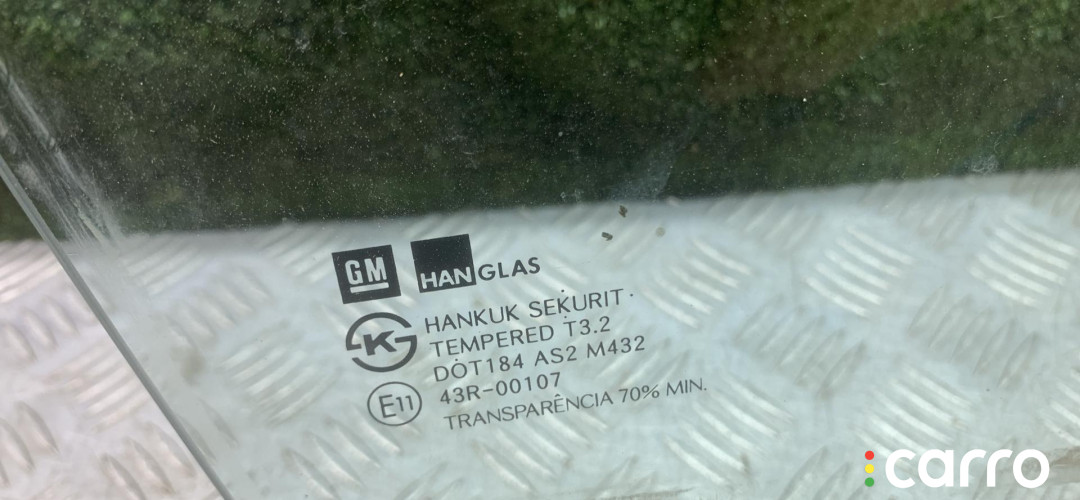 GM HANGLAS
HANKUK SEKURIT
K TEMPERED T3.2
DOT184 AS2 M432
E11 43R-00107
TRANSPARÊNCIA 70% MIN.
carro